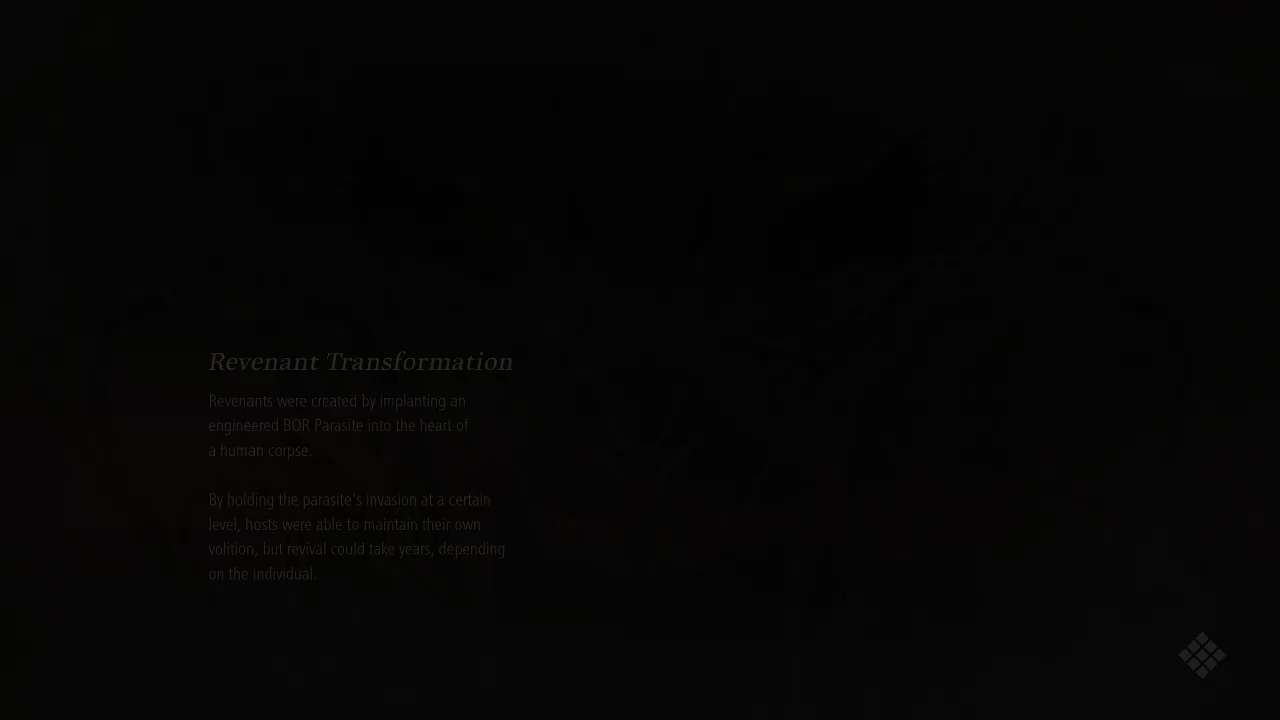 Revenant Transformation
Revenants were created by implanting an
engineered BOR Parasite into the heart of
a human corpse.
By holding the parasite's invasion at a certain
level, hosts were able to maintain their own
volition, but revival could take years, depending
on the individual.